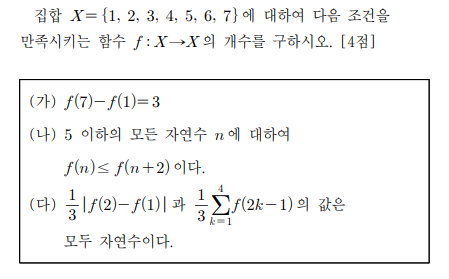 집합 X={1, 2, 3, 4, 5, 6, 7}에 대하여 다음 조건을
만족시키는 함수 f : X→X의 개수를 구하시오. [4점]
(가) f(7)−f(1)=3
(나) 5 이하의 모든 자연수 n에 대하여
f(n)≤f(n+2)이다.
(다) \frac{1}{3}|f(2)−f(1)| 과 \frac{1}{3}\sum_{k=1}^{4}f(2k−1)의 값은
모두 자연수이다.